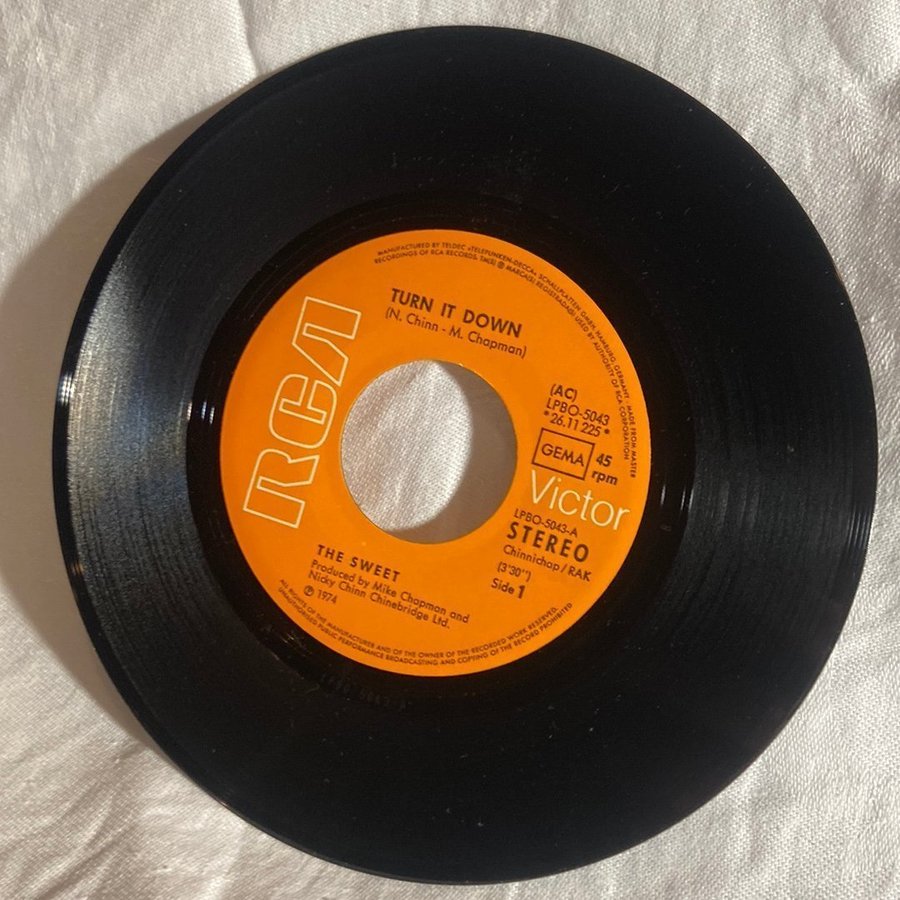 MANUFACTURED BY TELDEC »TELEFUNKEN-DECCA« SCHALLPLATTEN GMBH, HAMBURG, GERMANY, MADE FROM MASTER
RECORDINGS OF RCA RECORDS. TM(S) ® MARCA(S) REGISTRADA(S) USED BY AUTHORITY OF RCA CORPORATION
TURN IT DOWN
(N. Chinn - M. Chapman)
RCA
(AC)
LPBO-5043
*26.11 225*
GEMA
45
rpm
Victor
LPBO-5043-A
STEREO
Chinnichap/RAK
(3'30'')
Side 1
THE SWEET
Produced by Mike Chapman and
Nicky Chinn Chinebridge Ltd.
℗ 1974
ALL RIGHTS OF THE MANUFACTURER AND OF THE OWNER OF THE RECORDED WORK RESERVED.
UNAUTHORISED PUBLIC PERFORMANCE BROADCASTING AND COPYING OF THE RECORD PROHIBITED
LPBO 5043-A